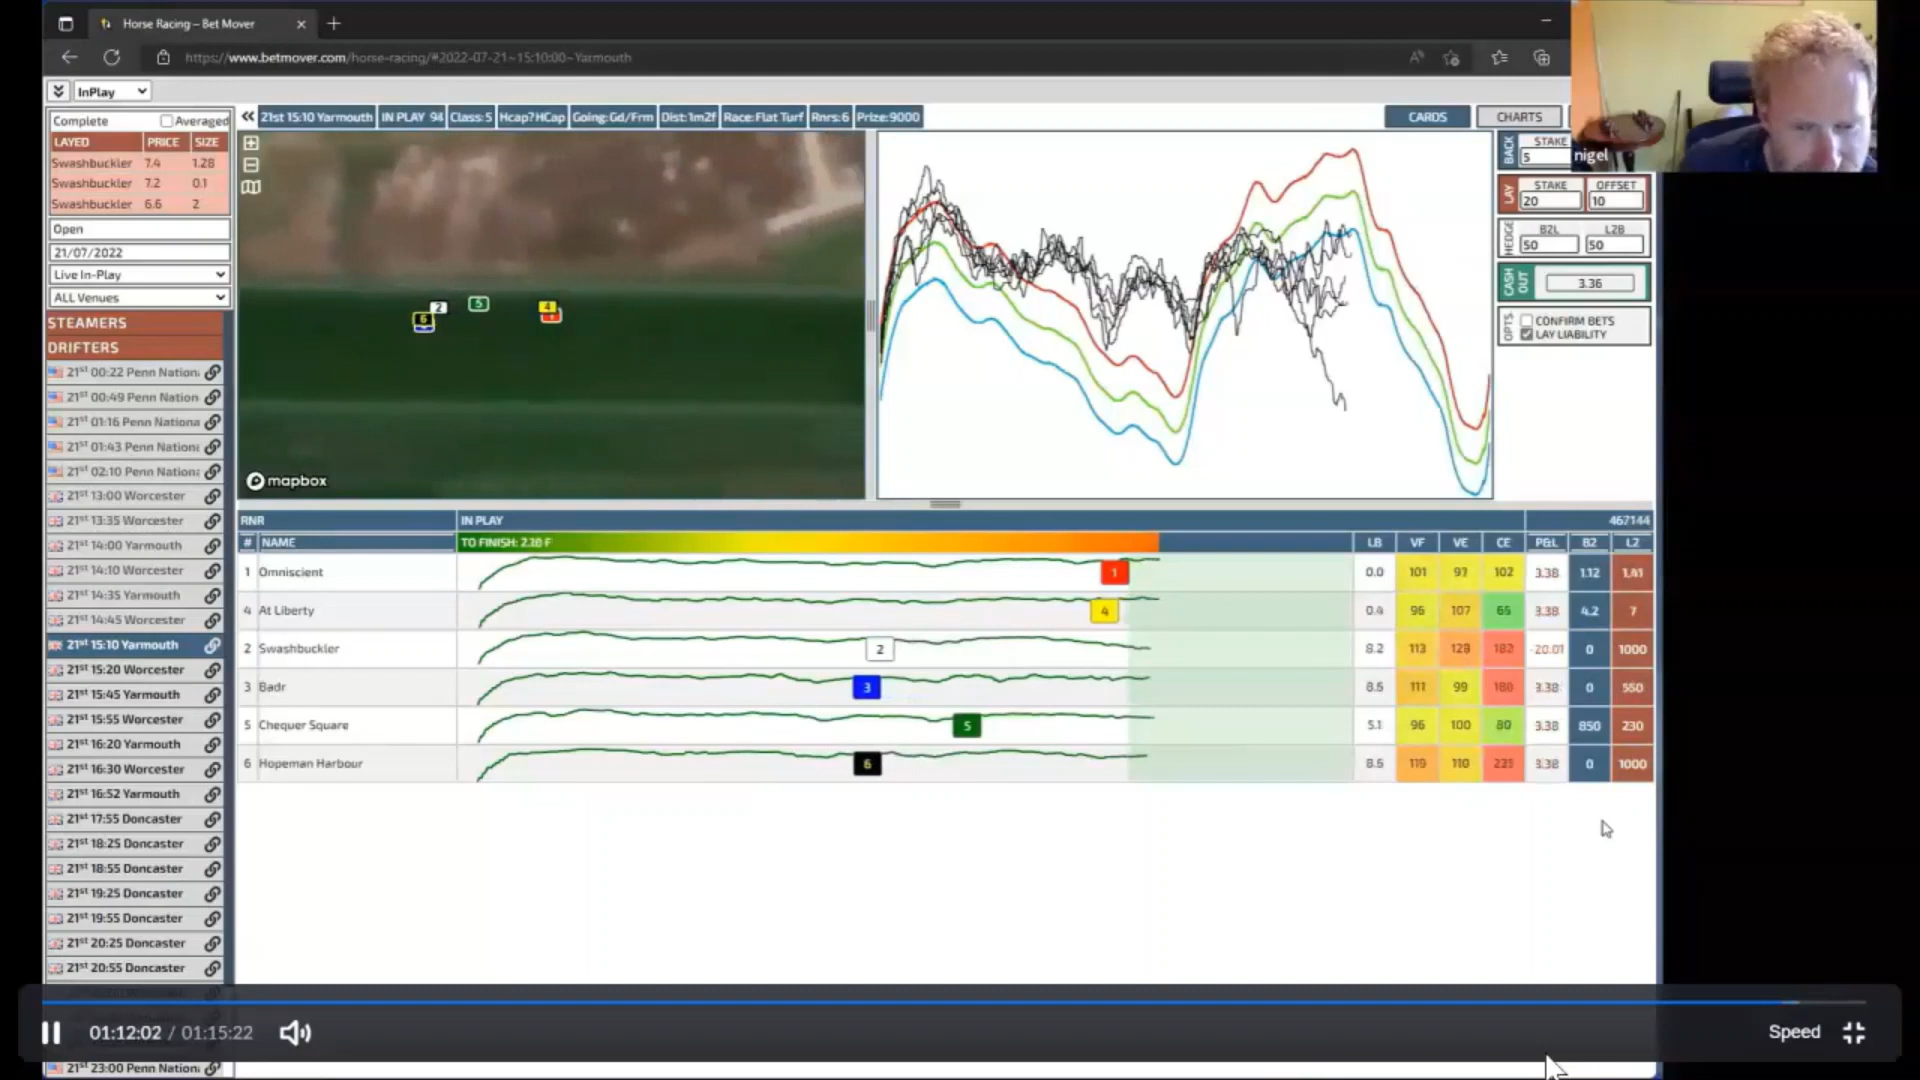 Horse Racing – Bet Mover
https://www.betmover.com/horse-racing/#2022-07-21~15:10:00~Yarmouth
nigel
InPlay
Complete Averaged
LAYED PRICE SIZE
Swashbuckler 7.4 1.28
Swashbuckler 7.2 0.1
Swashbuckler 6.6 2
Open
21/07/2022
Live In-Play
ALL Venues
STEAMERS
DRIFTERS
21st 00:22 Penn Nation
21st 00:49 Penn Nation
21st 01:16 Penn Nationa
21st 01:43 Penn Nation
21st 02:10 Penn Nation
21st 13:00 Worcester
21st 13:35 Worcester
21st 14:00 Yarmouth
21st 14:10 Worcester
21st 14:35 Yarmouth
21st 14:45 Worcester
21st 15:10 Yarmouth
21st 15:20 Worcester
21st 15:45 Yarmouth
21st 15:55 Worcester
21st 16:20 Yarmouth
21st 16:30 Worcester
21st 16:52 Yarmouth
21st 17:55 Doncaster
21st 18:25 Doncaster
21st 18:55 Doncaster
21st 19:25 Doncaster
21st 19:55 Doncaster
21st 20:25 Doncaster
21st 20:55 Doncaster
21st 23:00 Penn Nation
21st 15:10 Yarmouth IN PLAY 94 Class:5 Hcap?HCap Going:Gd/Frm Dist:1m2f Race:Flat Turf Rnrs:6 Prize:9000
CARDS CHARTS
2 5 4
6 1
mapbox
BACK STAKE
5
LAY STAKE OFFSET
20 10
HEDGE B2L L2B
50 50
CASH OUT 3.36
OPTS CONFIRM BETS
LAY LIABILITY
RNR IN PLAY 467144
# NAME TO FINISH: 2.20 F LB VF VE CE P&L B2 L2
1 Omniscient 1 0.0 101 97 102 3.38 1.12 1.41
4 At Liberty 4 0.4 96 107 65 3.38 4.2 7
2 Swashbuckler 2 8.2 113 128 182 -20.01 0 1000
3 Badr 3 8.6 111 99 180 3.38 0 550
5 Chequer Square 5 5.1 96 100 80 3.38 850 230
6 Hopeman Harbour 6 8.6 119 110 225 3.38 0 1000
01:12:02 / 01:15:22
Speed